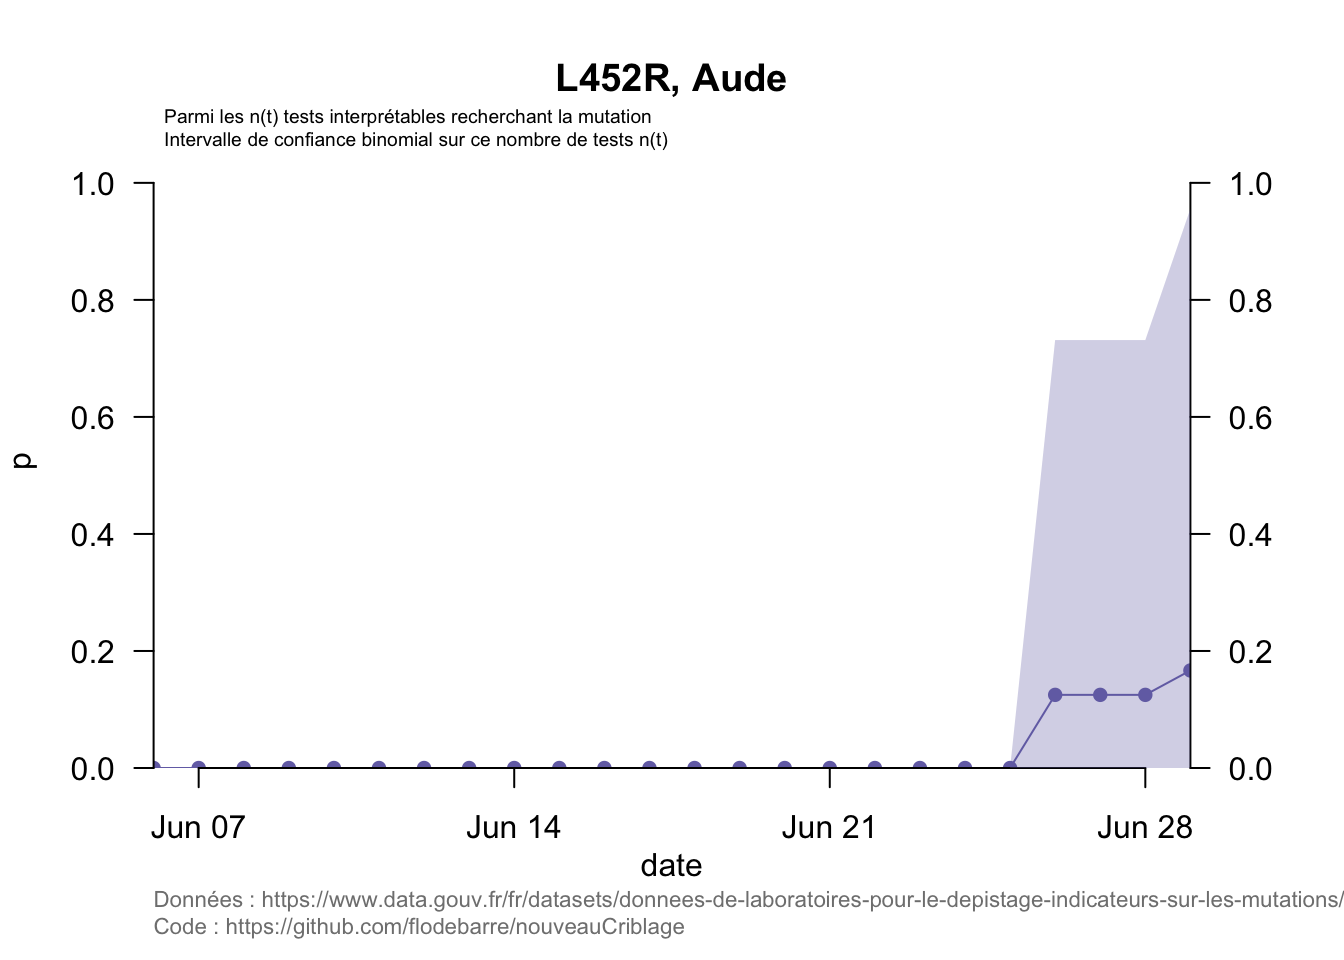 L452R, Aude
Parmi les n(t) tests interprétables recherchant la mutation
Intervalle de confiance binomial sur ce nombre de tests n(t)
1.0 1.0
0.8 0.8
0.6 0.6
p
0.4 0.4
0.2 0.2
0.0 0.0
Jun 07 Jun 14 Jun 21 Jun 28
date
Données : https://www.data.gouv.fr/fr/datasets/donnees-de-laboratoires-pour-le-depistage-indicateurs-sur-les-mutations/
Code : https://github.com/flodebarre/nouveauCriblage